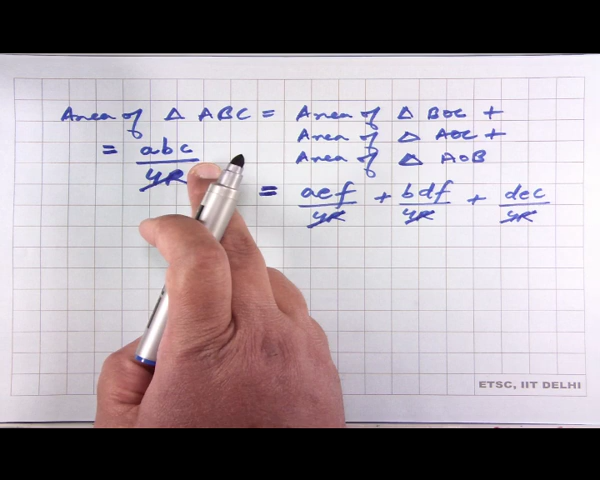 Area of Δ ABC = Area of Δ BOC +
Area of Δ AOC +
Area of Δ AOB
= abc/4R = aef/4R + bdf/4R + dec/4R
ETSC, IIT DELHI